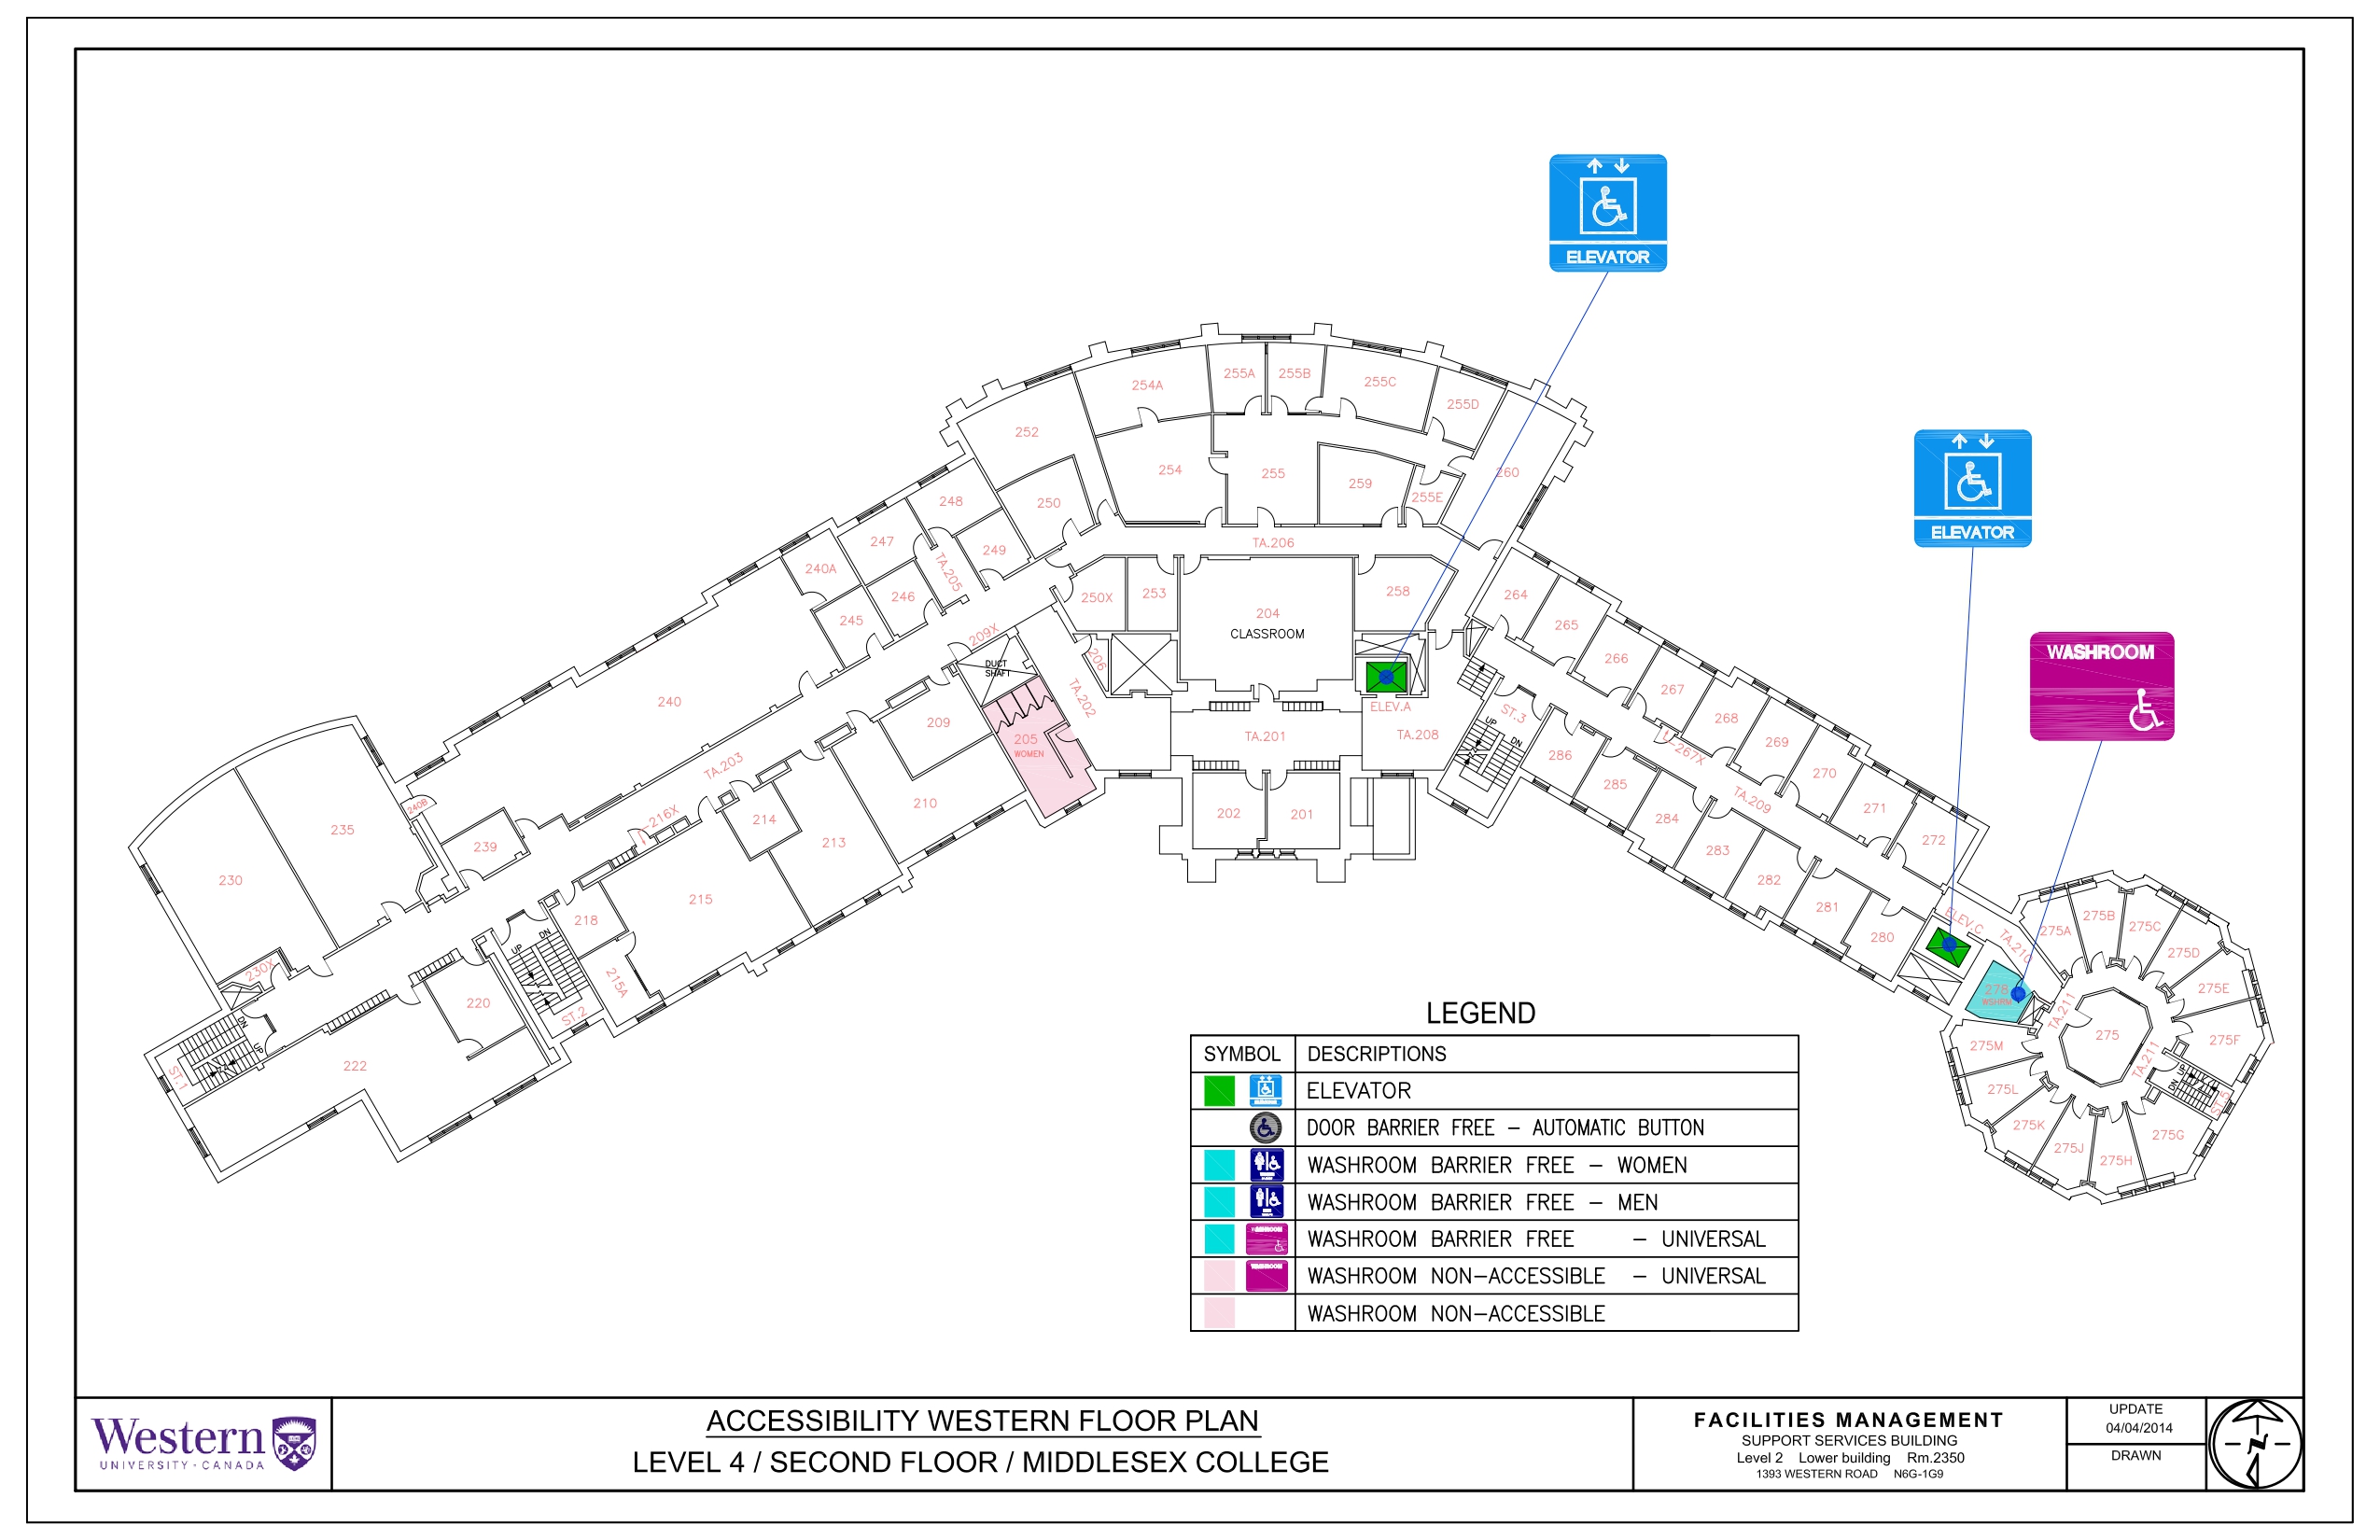 ELEVATOR
ELEVATOR
WASHROOM
254A
255A
255B
255C
255D
252
254
255
259
255E
260
250
248
249
247
246
TA.205
240A
245
TA.206
250X
253
204
CLASSROOM
258
206
209X
DUCT
SHAFT
TA.202
205
WOMEN
ELEV.A
TA.201
TA.208
202
201
240
209
210
TA.203
213
214
216X
215
215A
218
239
240B
235
230
230X
220
222
UP
DN
ST.2
DN
UP
ST.1
264
265
266
267
268
269
270
271
272
ST.3
UP
DN
267X
TA.209
286
285
284
283
282
281
280
ELEV.C
TA.210
278
WSHRM
TA.211
TA.211
275
275A
275B
275C
275D
275E
275F
275G
275H
275J
275K
275L
275M
UP
DN
ST.5
LEGEND
SYMBOL DESCRIPTIONS
ELEVATOR
DOOR BARRIER FREE - AUTOMATIC BUTTON
WASHROOM BARRIER FREE - WOMEN
WASHROOM BARRIER FREE - MEN
WASHROOM BARRIER FREE - UNIVERSAL
WASHROOM NON-ACCESSIBLE - UNIVERSAL
WASHROOM NON-ACCESSIBLE
Western
UNIVERSITY · CANADA
ACCESSIBILITY WESTERN FLOOR PLAN
LEVEL 4 / SECOND FLOOR / MIDDLESEX COLLEGE
FACILITIES MANAGEMENT
SUPPORT SERVICES BUILDING
Level 2 Lower building Rm.2350
1393 WESTERN ROAD N6G-1G9
UPDATE
04/04/2014
DRAWN
N